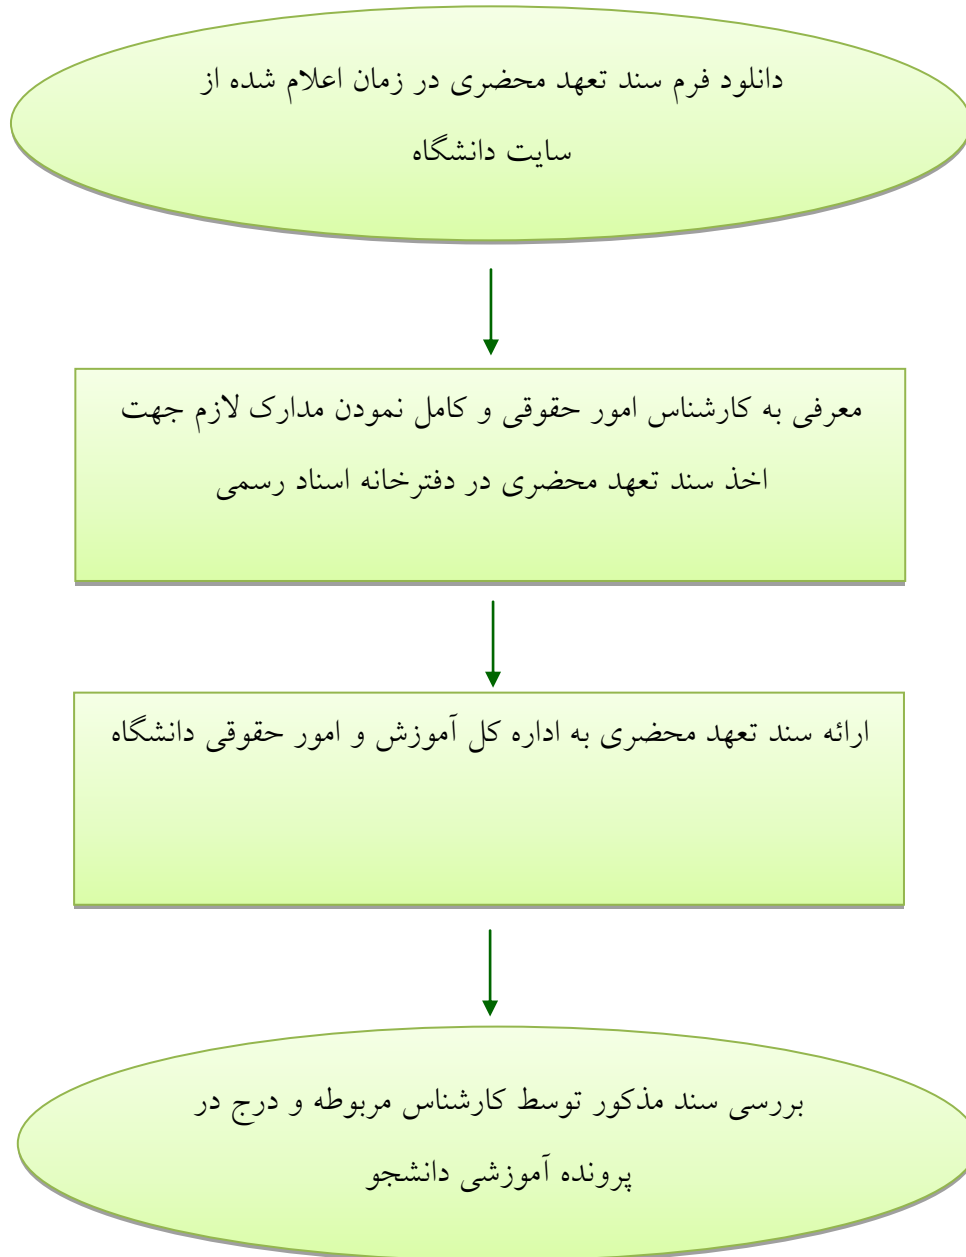 دانلود فرم سند تعهد محضری در زمان اعلام شده از
سایت دانشگاه
معرفی به کارشناس امور حقوقی و کامل نمودن مدارک لازم جهت
اخذ سند تعهد محضری در دفترخانه اسناد رسمی
ارائه سند تعهد محضری به اداره کل آموزش و امور حقوقی دانشگاه
بررسی سند مذکور توسط کارشناس مربوطه و درج در
پرونده آموزشی دانشجو